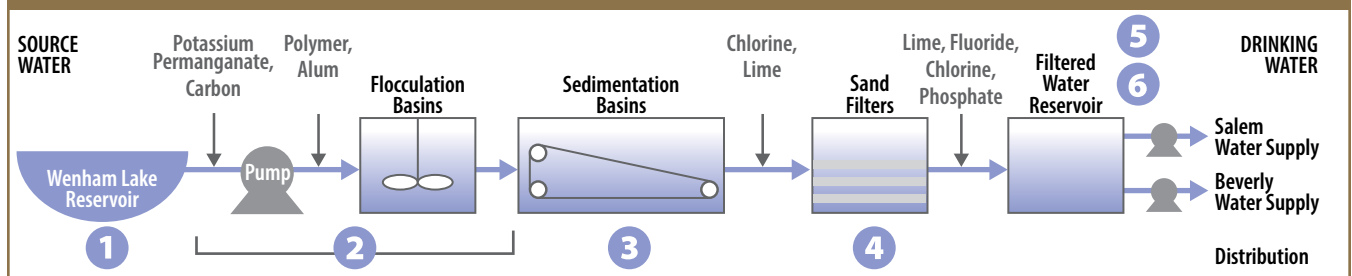 SOURCE
WATER
Potassium
Permanganate,
Carbon
Polymer,
Alum
Flocculation
Basins
Sedimentation
Basins
Chlorine,
Lime
Sand
Filters
Lime, Fluoride,
Chlorine,
Phosphate
Filtered
Water
Reservoir
5
6
DRINKING
WATER
Wenham Lake
Reservoir
Pump
Salem
Water Supply
Beverly
Water Supply
1
2
3
4
Distribution